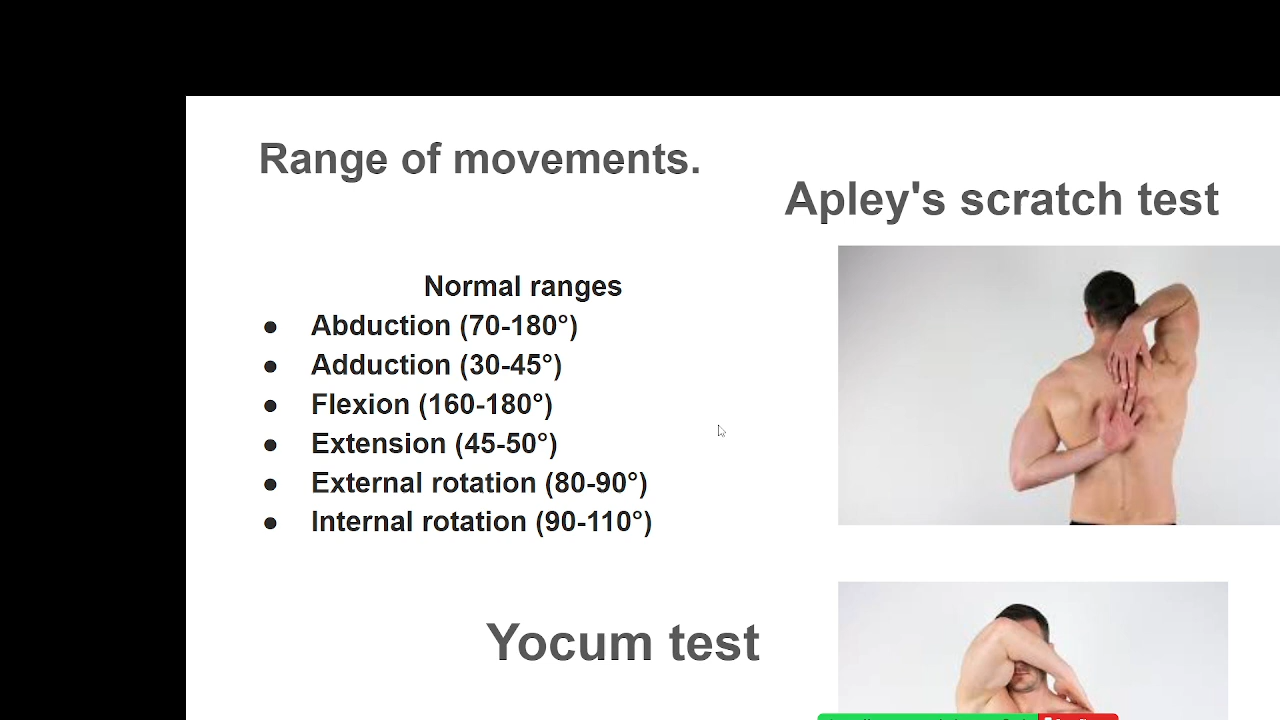 Range of movements.
Apley's scratch test
Normal ranges
● Abduction (70-180°)
● Adduction (30-45°)
● Flexion (160-180°)
● Extension (45-50°)
● External rotation (80-90°)
● Internal rotation (90-110°)
Yocum test